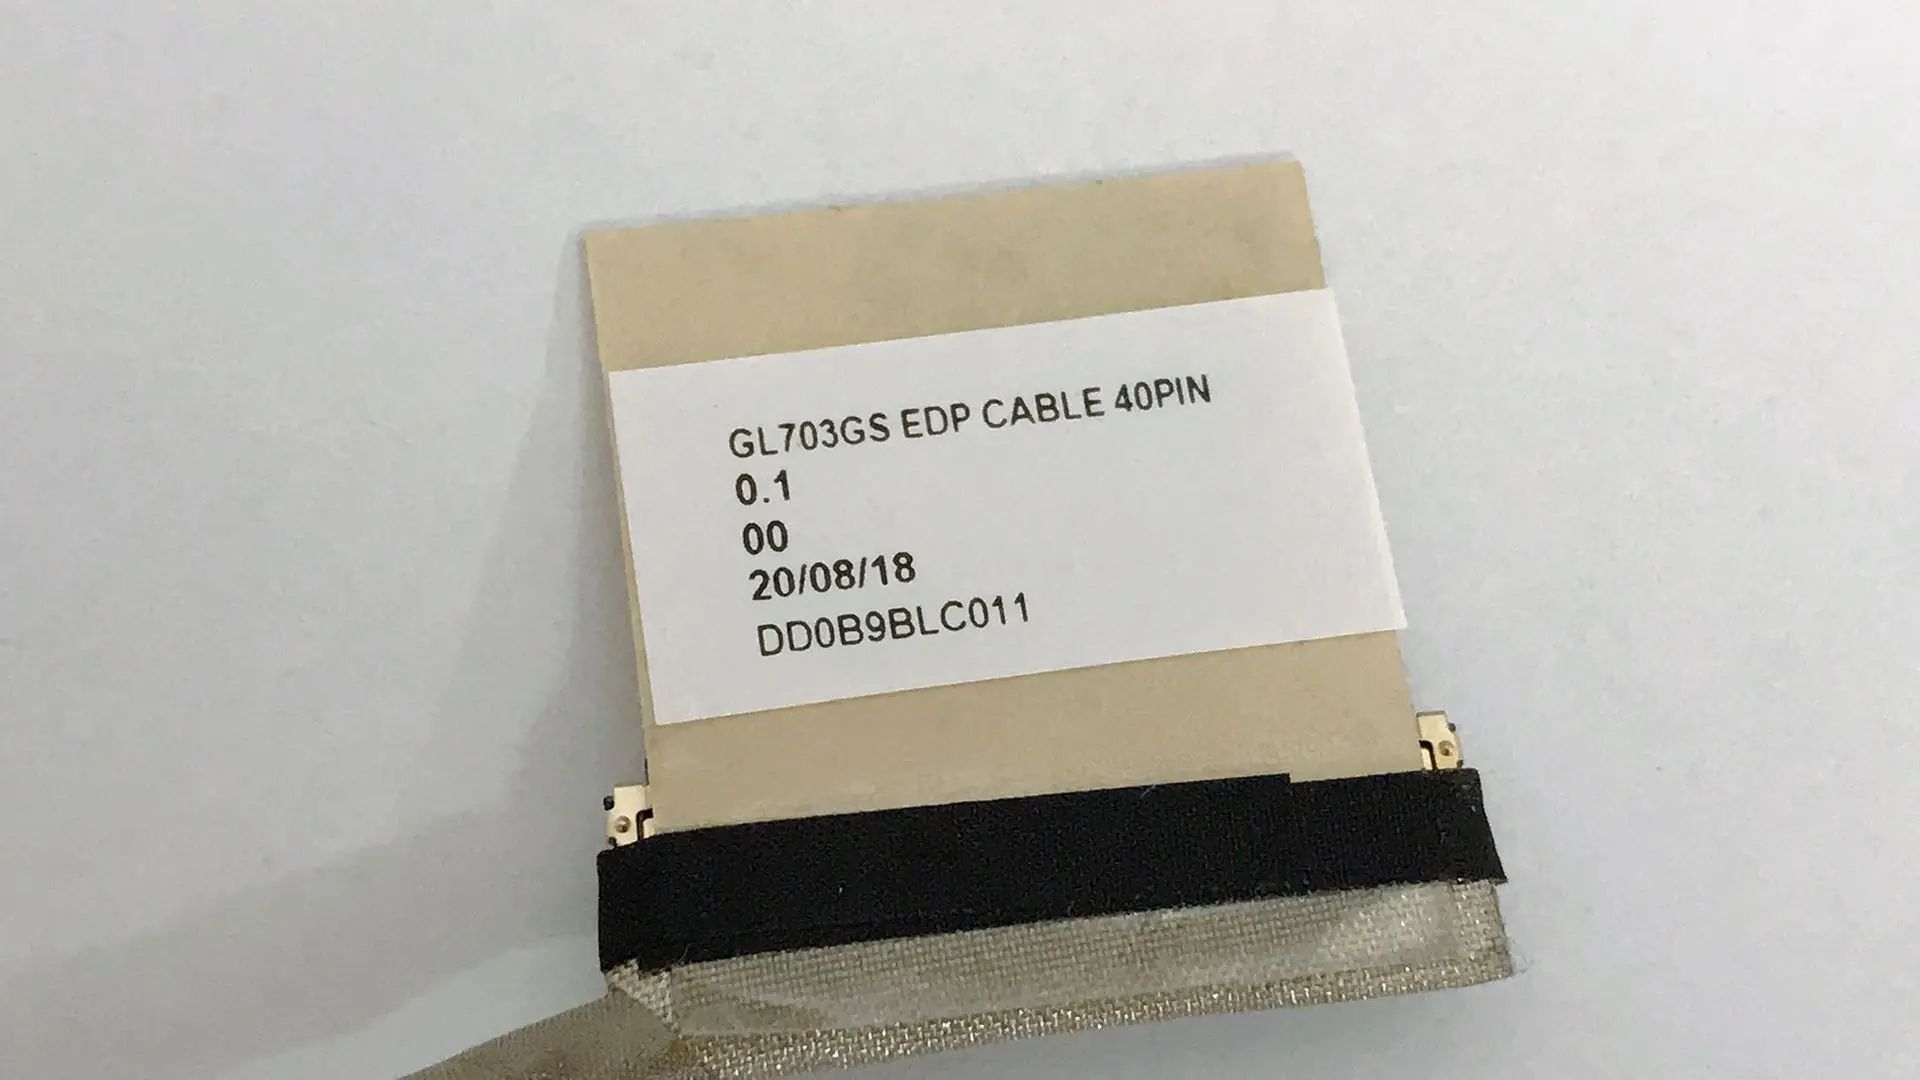 GL703GS EDP CABLE 40PIN
0.1
00
20/08/18
DD0B9BLC011